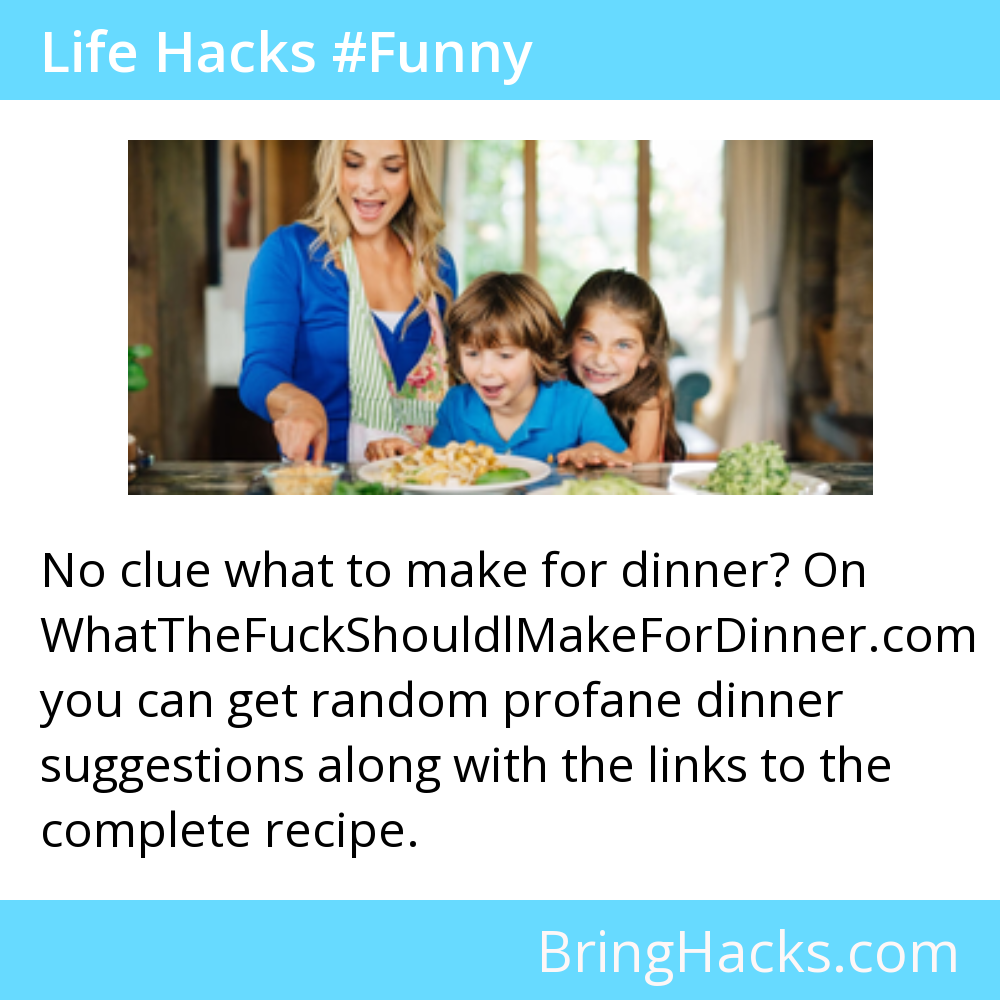 Life Hacks #Funny
No clue what to make for dinner? On
WhatTheFuckShouldlMakeForDinner.com
you can get random profane dinner
suggestions along with the links to the
complete recipe.
BringHacks.com